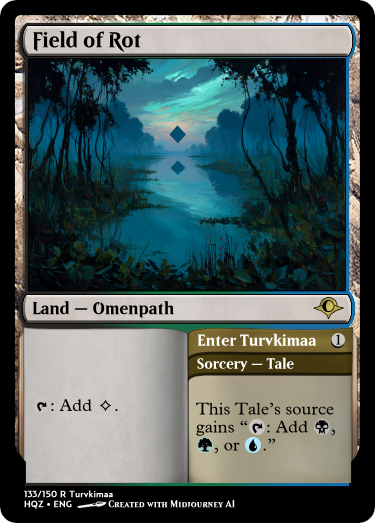 Field of Rot
Land — Omenpath
Enter Turvkimaa 1
Sorcery — Tale
: Add .
This Tale's source
gains “: Add ,
, or .”
133/150 R Turvkimaa
HQZ • ENG Created with Midjourney AI